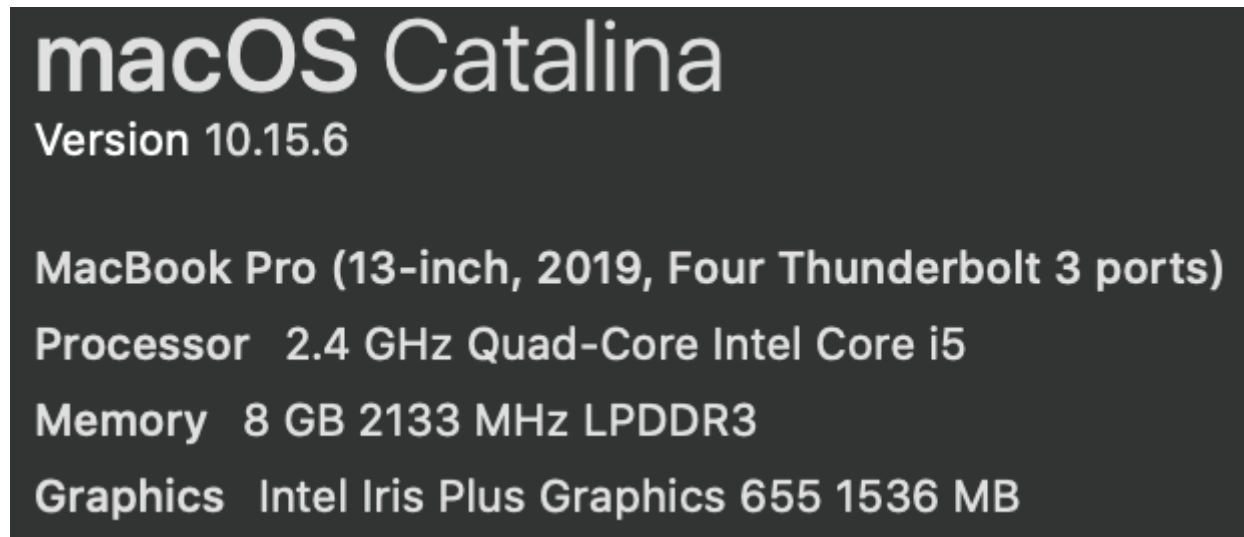 macOS Catalina
Version 10.15.6
MacBook Pro (13-inch, 2019, Four Thunderbolt 3 ports)
Processor 2.4 GHz Quad-Core Intel Core i5
Memory 8 GB 2133 MHz LPDDR3
Graphics Intel Iris Plus Graphics 655 1536 MB